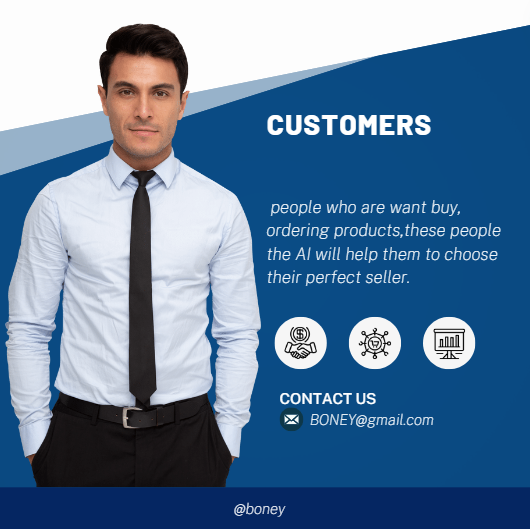 CUSTOMERS
people who are want buy,
ordering products,these people
the AI will help them to choose
their perfect seller.
CONTACT US
BONEY@gmail.com
@boney